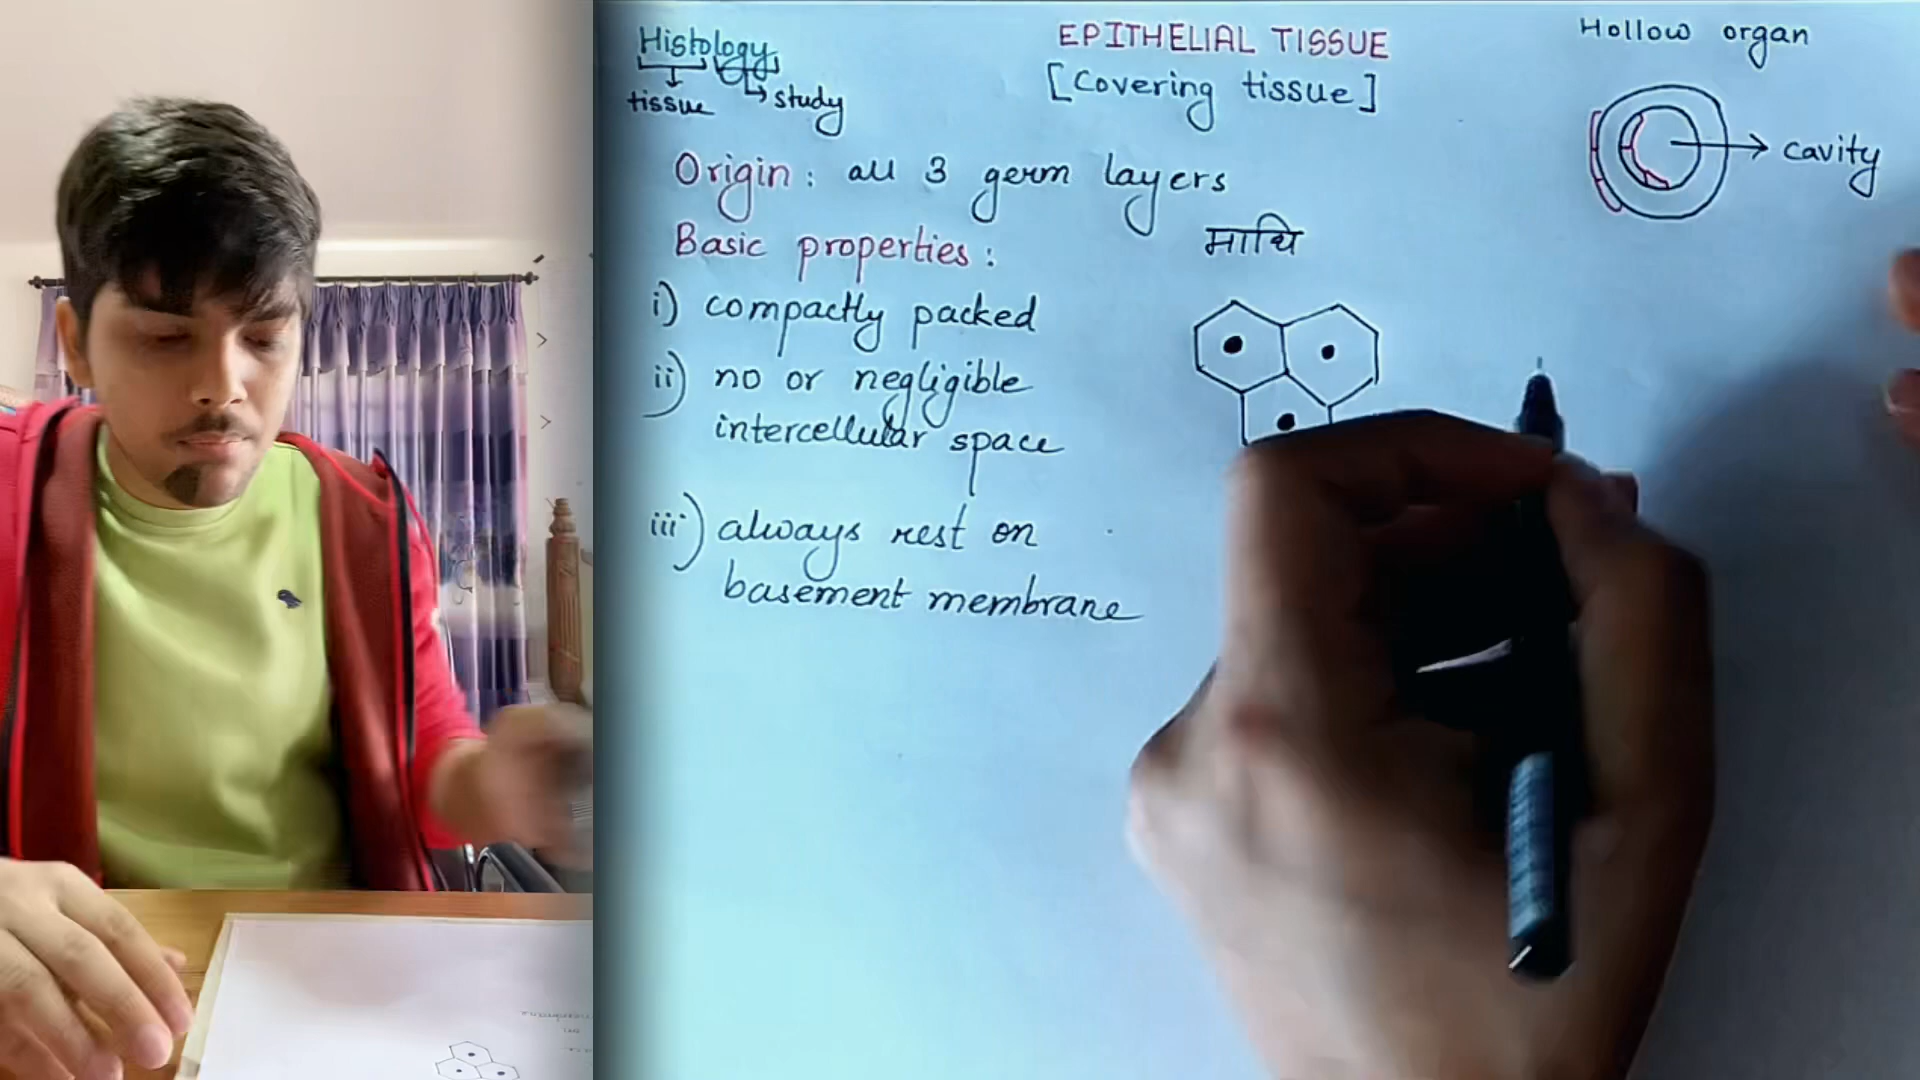 Histology
tissue
study
EPITHELIAL TISSUE
[Covering tissue]
Hollow organ
cavity
Origin: all 3 germ layers
Basic properties:
माथि
i) compactly packed
ii) no or negligible
intercellular space
iii) always rest on
basement membrane